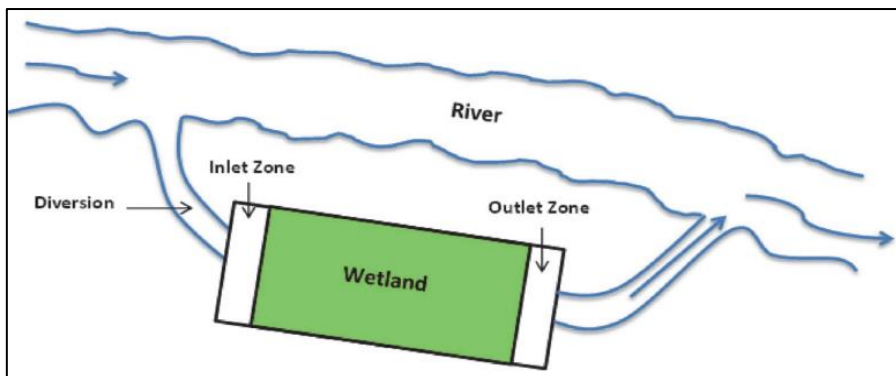 River
Inlet Zone
Diversion
Outlet Zone
Wetland